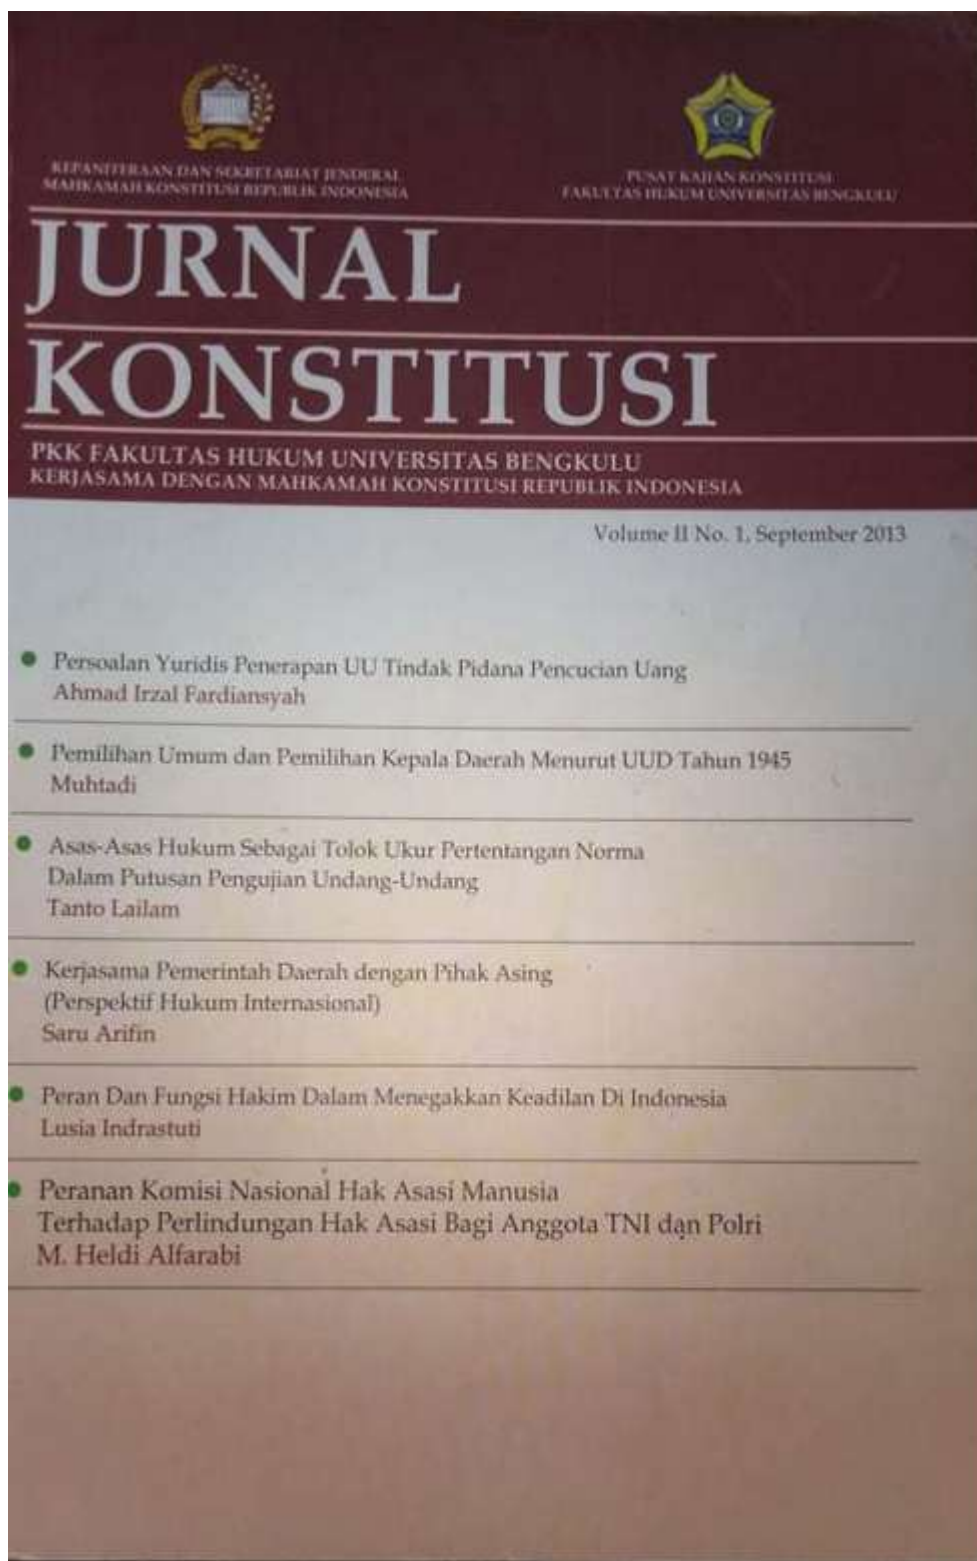 KEPANITERAAN DAN SEKRETARIAT JENDERAL
MAHKAMAH KONSTITUSI REPUBLIK INDONESIA
PUSAT KAJIAN KONSTITUSI
FAKULTAS HUKUM UNIVERSITAS BENGKULU
JURNAL
KONSTITUSI
PKK FAKULTAS HUKUM UNIVERSITAS BENGKULU
KERJASAMA DENGAN MAHKAMAH KONSTITUSI REPUBLIK INDONESIA
Volume II No. 1, September 2013
Persoalan Yuridis Penerapan UU Tindak Pidana Pencucian Uang
Ahmad Irzal Fardiansyah
Pemilihan Umum dan Pemilihan Kepala Daerah Menurut UUD Tahun 1945
Muhtadi
Asas-Asas Hukum Sebagai Tolok Ukur Pertentangan Norma
Dalam Putusan Pengujian Undang-Undang
Tanto Lailam
Kerjasama Pemerintah Daerah dengan Pihak Asing
(Perspektif Hukum Internasional)
Saru Arifin
Peran Dan Fungsi Hakim Dalam Menegakkan Keadilan Di Indonesia
Lusia Indrastuti
Peranan Komisi Nasional Hak Asasi Manusia
Terhadap Perlindungan Hak Asasi Bagi Anggota TNI dan Polri
M. Heldi Alfarabi